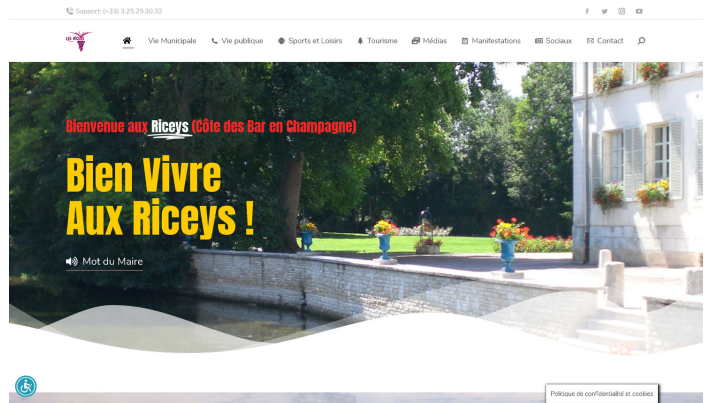 Support: (+33) 3.25.29.30.32
LES RICEYS
Vie Municipale
Vie publique
Sports et Loisirs
Tourisme
Médias
Manifestations
Sociaux
Contact
Bienvenue aux Riceys (Côte des Bar en Champagne)
Bien Vivre
Aux Riceys !
Mot du Maire
Politique de confidentialité et cookies